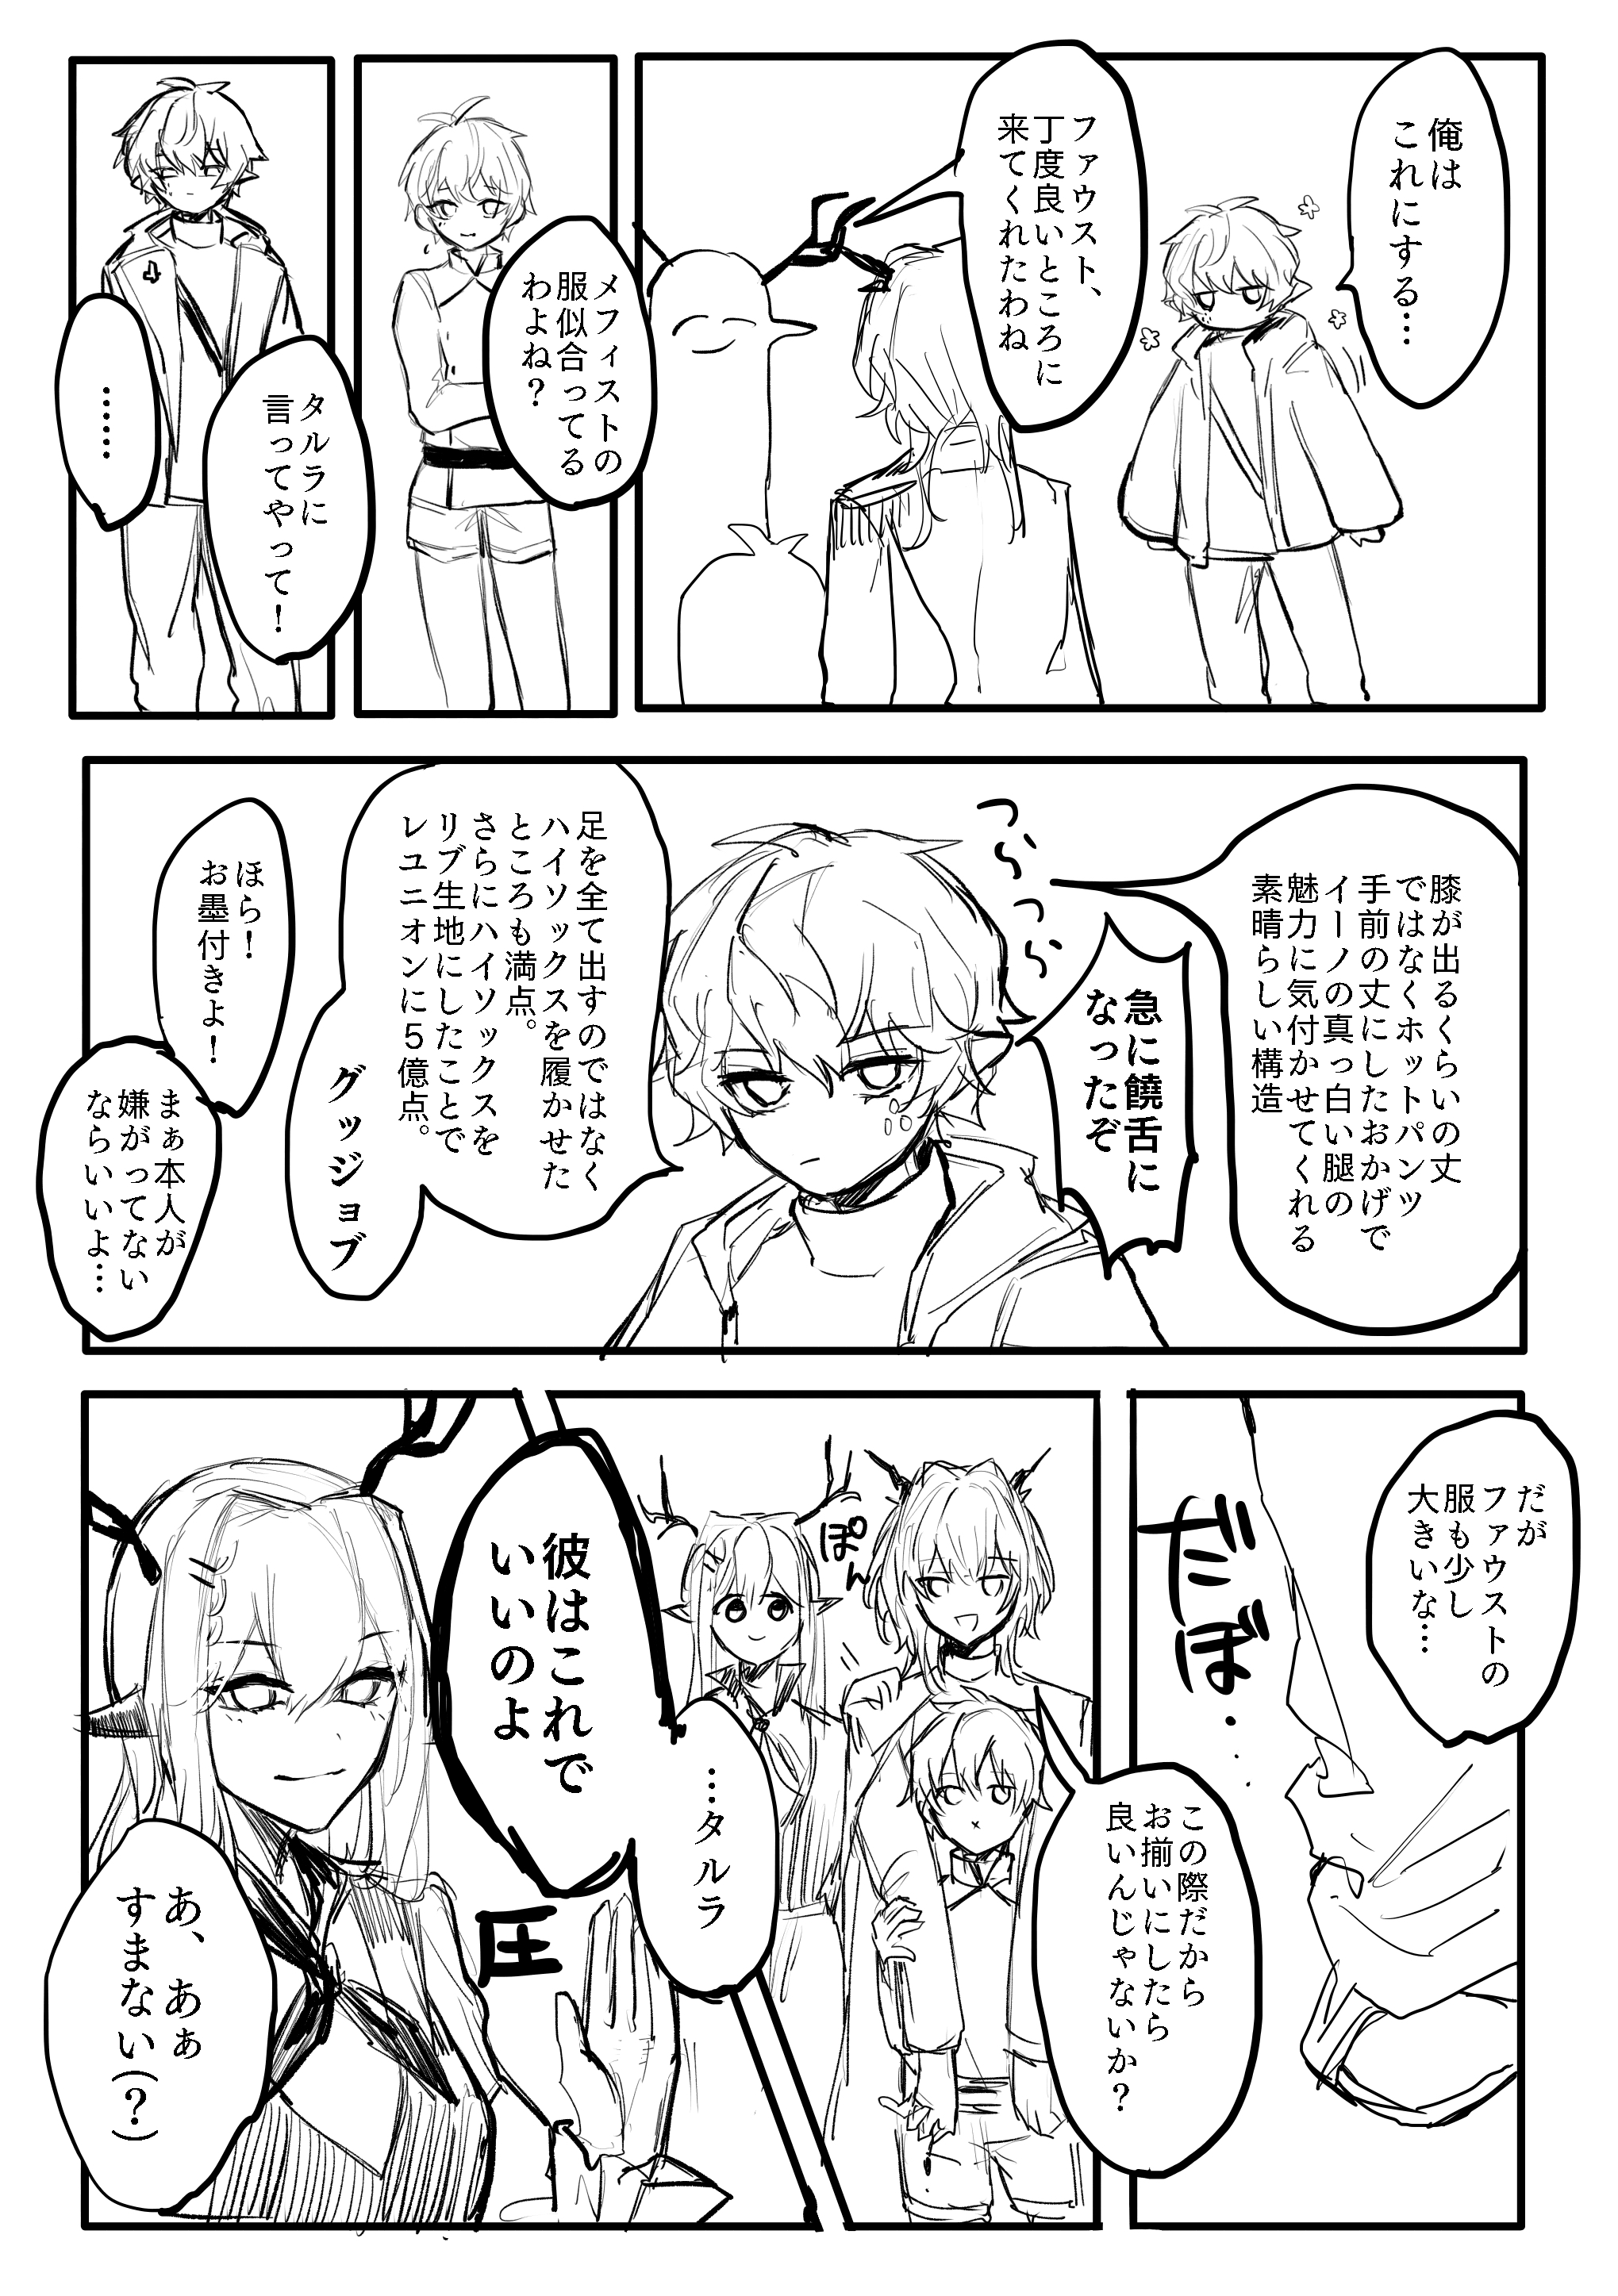 俺は
これにする…
ファウスト、
丁度良いところに
来てくれたわね
メフィストの
服似合ってる
わよね？
タルラに
言ってやって！
……
膝が出るくらいの丈
ではなくホットパンツ
手前の丈にしたおかげで
イーノの真っ白い腿の
魅力に気付かせてくれる
素晴らしい構造
つらつら
急に饒舌に
なったぞ
足を全て出すのではなく
ハイソックスを履かせた
ところも満点。
さらにハイソックスを
リブ生地にしたことで
レユニオンに５億点。
グッジョブ
ほら！
お墨付きよ！
まぁ本人が
嫌がってない
ならいいよ…
だが
ファウストの
服も少し
大きいな…
だぼ…
この際だから
お揃いにしたら
良いんじゃないか？
ぽん
…タルラ
彼はこれで
いいのよ
圧
あ、あぁ
すまない(？)